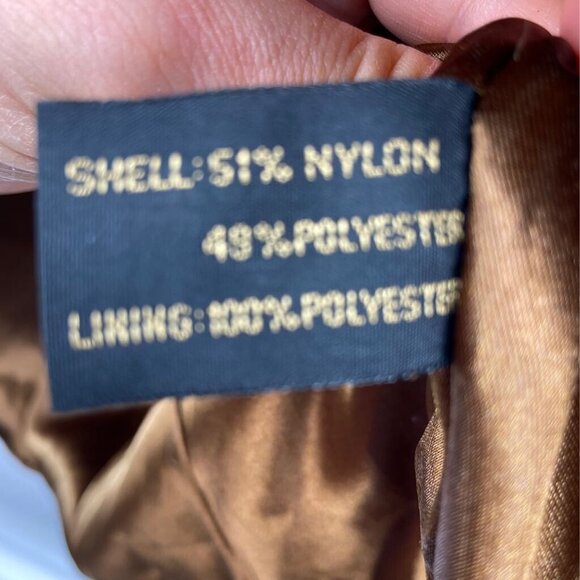 SHELL:51% NYLON
49%POLYESTER
LINING:100%POLYESTER